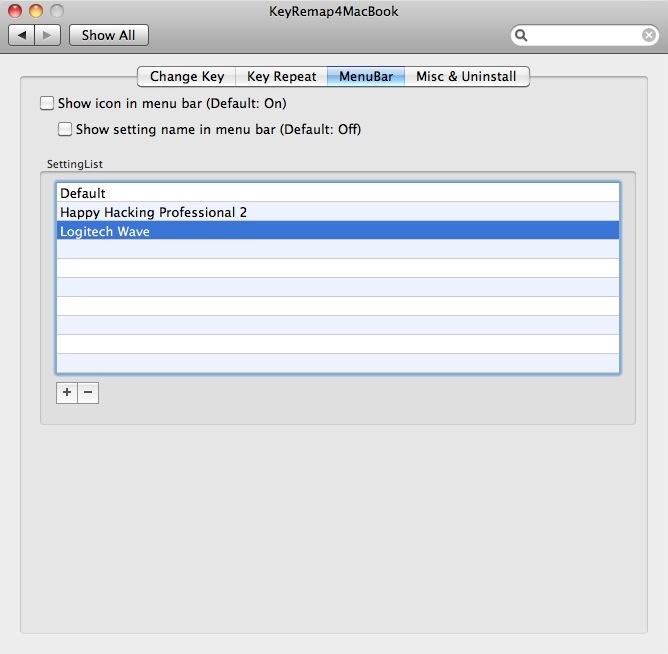 KeyRemap4MacBook
Show All
Change Key Key Repeat MenuBar Misc & Uninstall
Show icon in menu bar (Default: On)
Show setting name in menu bar (Default: Off)
SettingList
Default
Happy Hacking Professional 2
Logitech Wave
+ −